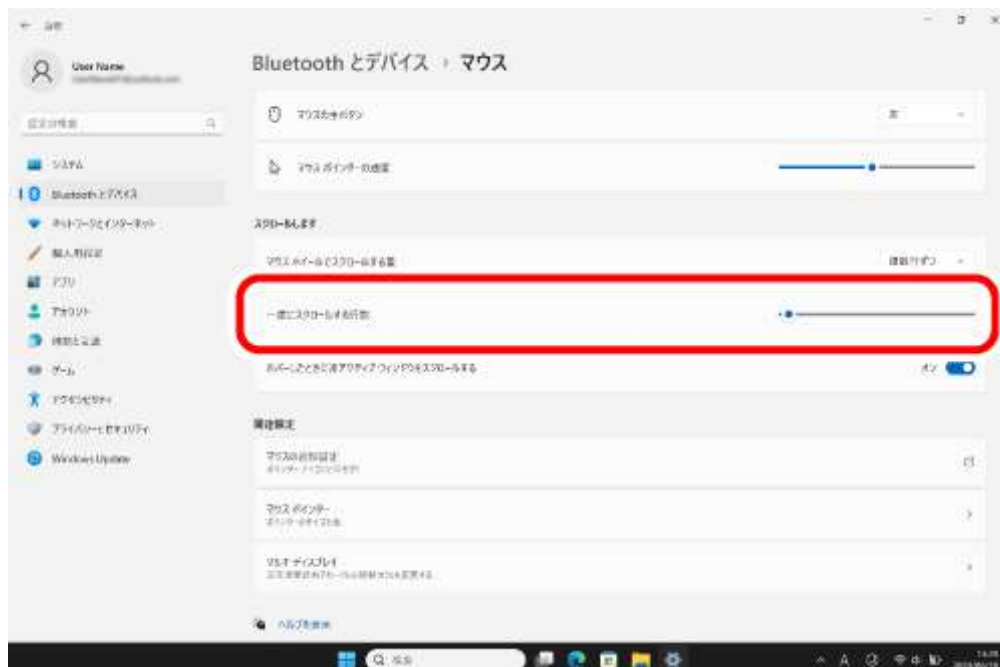 設定
User Name
Bluetooth とデバイス › マウス
設定の検索
マウスの主ボタン
左
システム
マウス ポインターの速度
Bluetooth とデバイス
ネットワークとインターネット
スクロールします
個人用設定
マウス ホイールでスクロールする量
複数行ずつ
アプリ
アカウント
一度にスクロールする行数
時刻と言語
ゲーム
ホバーしたときに非アクティブ ウィンドウをスクロールする
オン
アクセシビリティ
プライバシーとセキュリティ
関連設定
Windows Update
マウスの追加設定
マウス ポインター
マルチ ディスプレイ
ヘルプを表示
検索
A